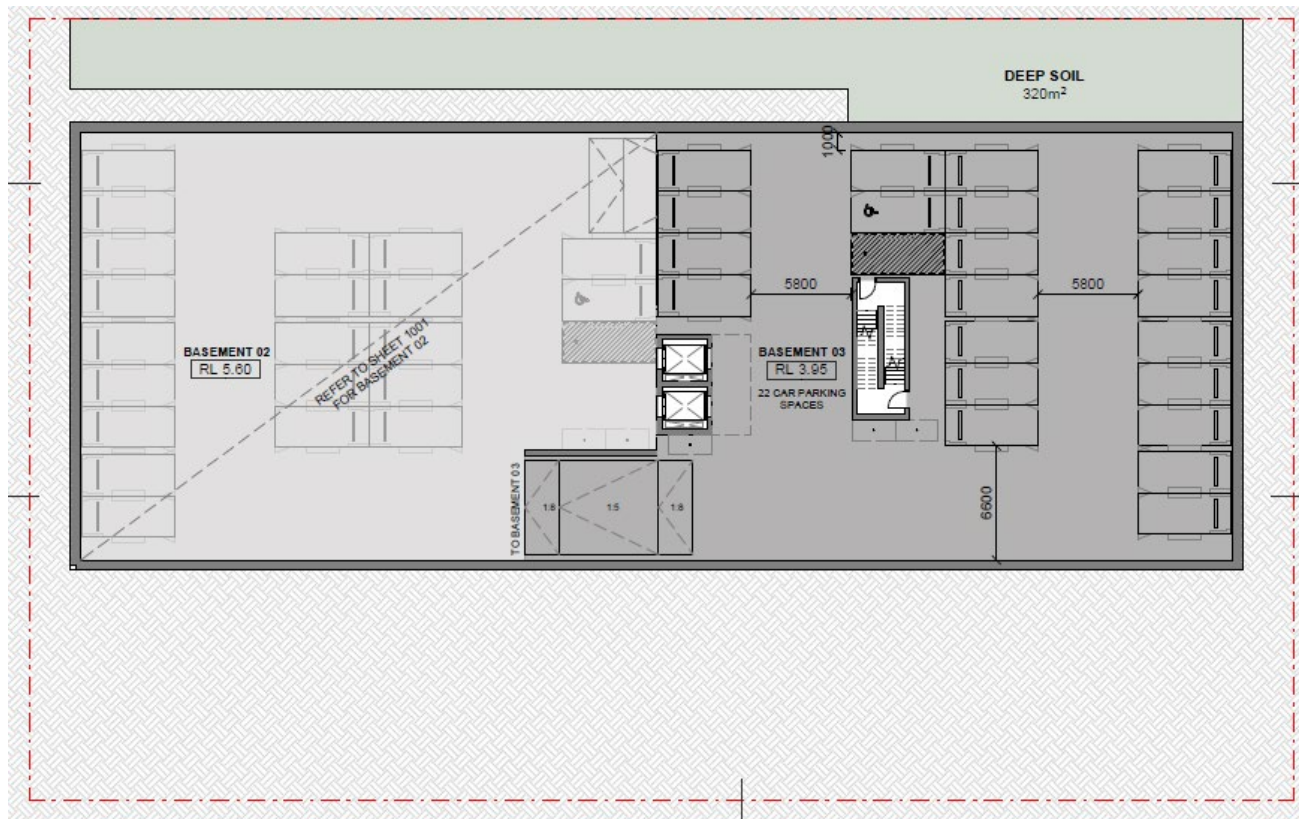 DEEP SOIL
320m²
1000
5800
5800
BASEMENT 02
RL 5.60
REFER TO SHEET 1001
FOR BASEMENT 02
BASEMENT 03
RL 3.95
22 CAR PARKING
SPACES
TO BASEMENT 03
1:8
1:5
1:8
6600